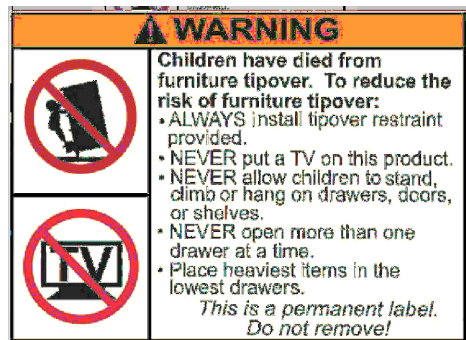 WARNING
Children have died from
furniture tipover. To reduce the
risk of furniture tipover:
• ALWAYS install tipover restraint
provided.
• NEVER put a TV on this product.
• NEVER allow children to stand,
climb or hang on drawers, doors,
or shelves.
• NEVER open more than one
drawer at a time.
• Place heaviest items in the
lowest drawers.
This is a permanent label.
Do not remove!
TV